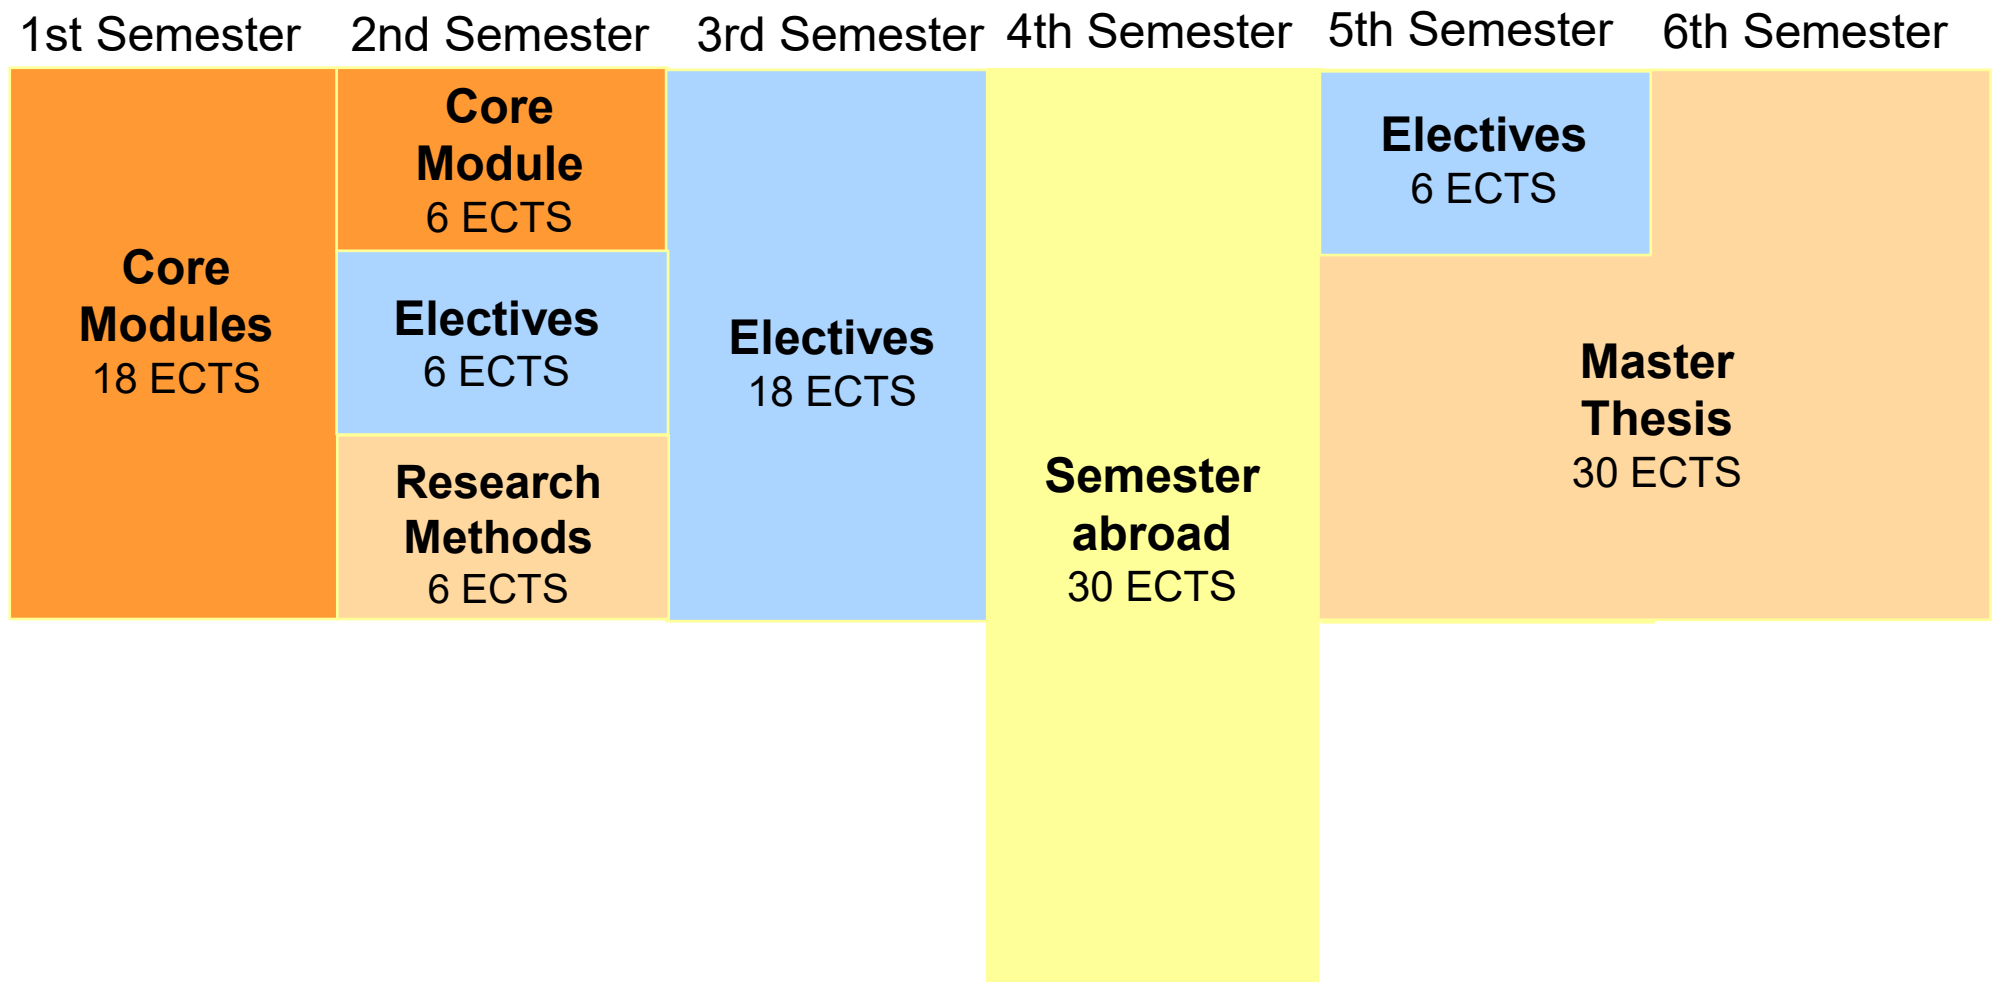 1st Semester
2nd Semester
3rd Semester
4th Semester
5th Semester
6th Semester
Core
Modules
18 ECTS
Core
Module
6 ECTS
Electives
6 ECTS
Research
Methods
6 ECTS
Electives
18 ECTS
Semester
abroad
30 ECTS
Electives
6 ECTS
Master
Thesis
30 ECTS